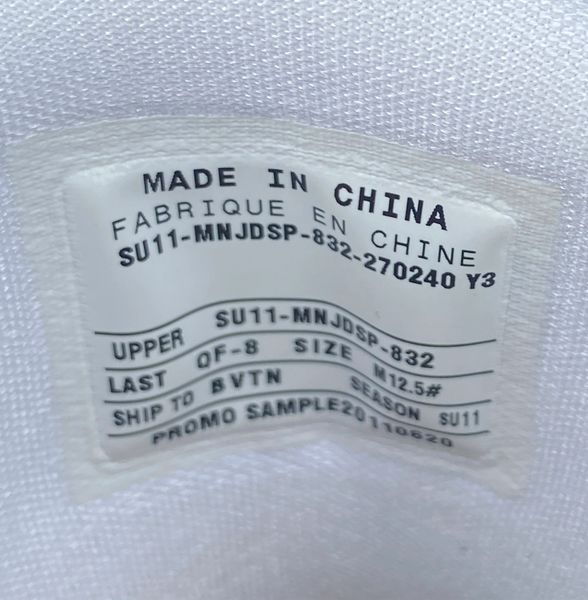 MADE IN CHINA
FABRIQUE EN CHINE
SU11-MNJDSP-832-270240 Y3
UPPER SU11-MNJDSP-832
LAST QF-8 SIZE M12.5#
SHIP TO BVTN SEASON SU11
PROMO SAMPLE20110620